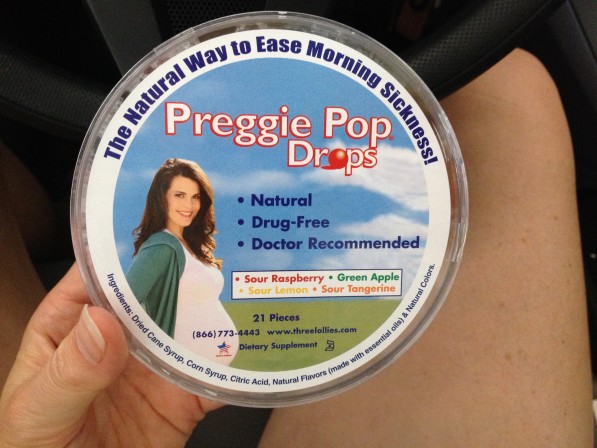 The Natural Way to Ease Morning Sickness!
Preggie Pop
Drops
• Natural
• Drug-Free
• Doctor Recommended
• Sour Raspberry • Green Apple
• Sour Lemon • Sour Tangerine
21 Pieces
(866) 773-4443 www.threelollies.com
Dietary Supplement
Ingredients: Dried Cane Syrup, Corn Syrup, Citric Acid, Natural Flavors (made with essential oils) & Natural Colors.